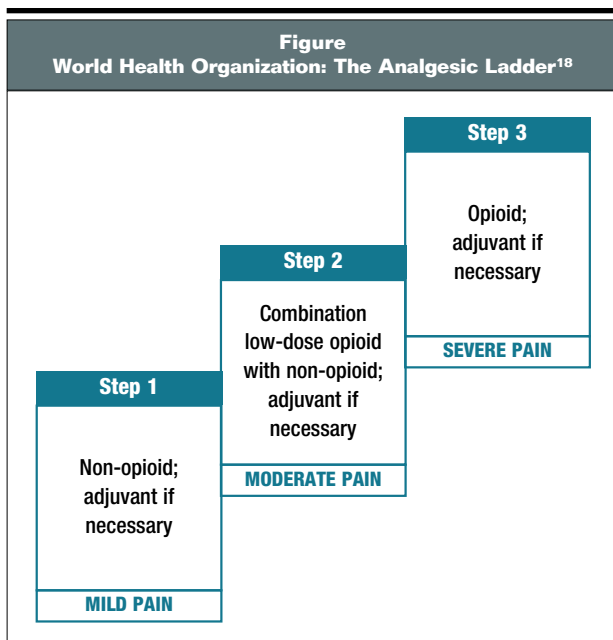 Figure
World Health Organization: The Analgesic Ladder¹⁸
Step 3
Opioid;
adjuvant if
necessary
SEVERE PAIN
Step 2
Combination
low-dose opioid
with non-opioid;
adjuvant if
necessary
MODERATE PAIN
Step 1
Non-opioid;
adjuvant if
necessary
MILD PAIN